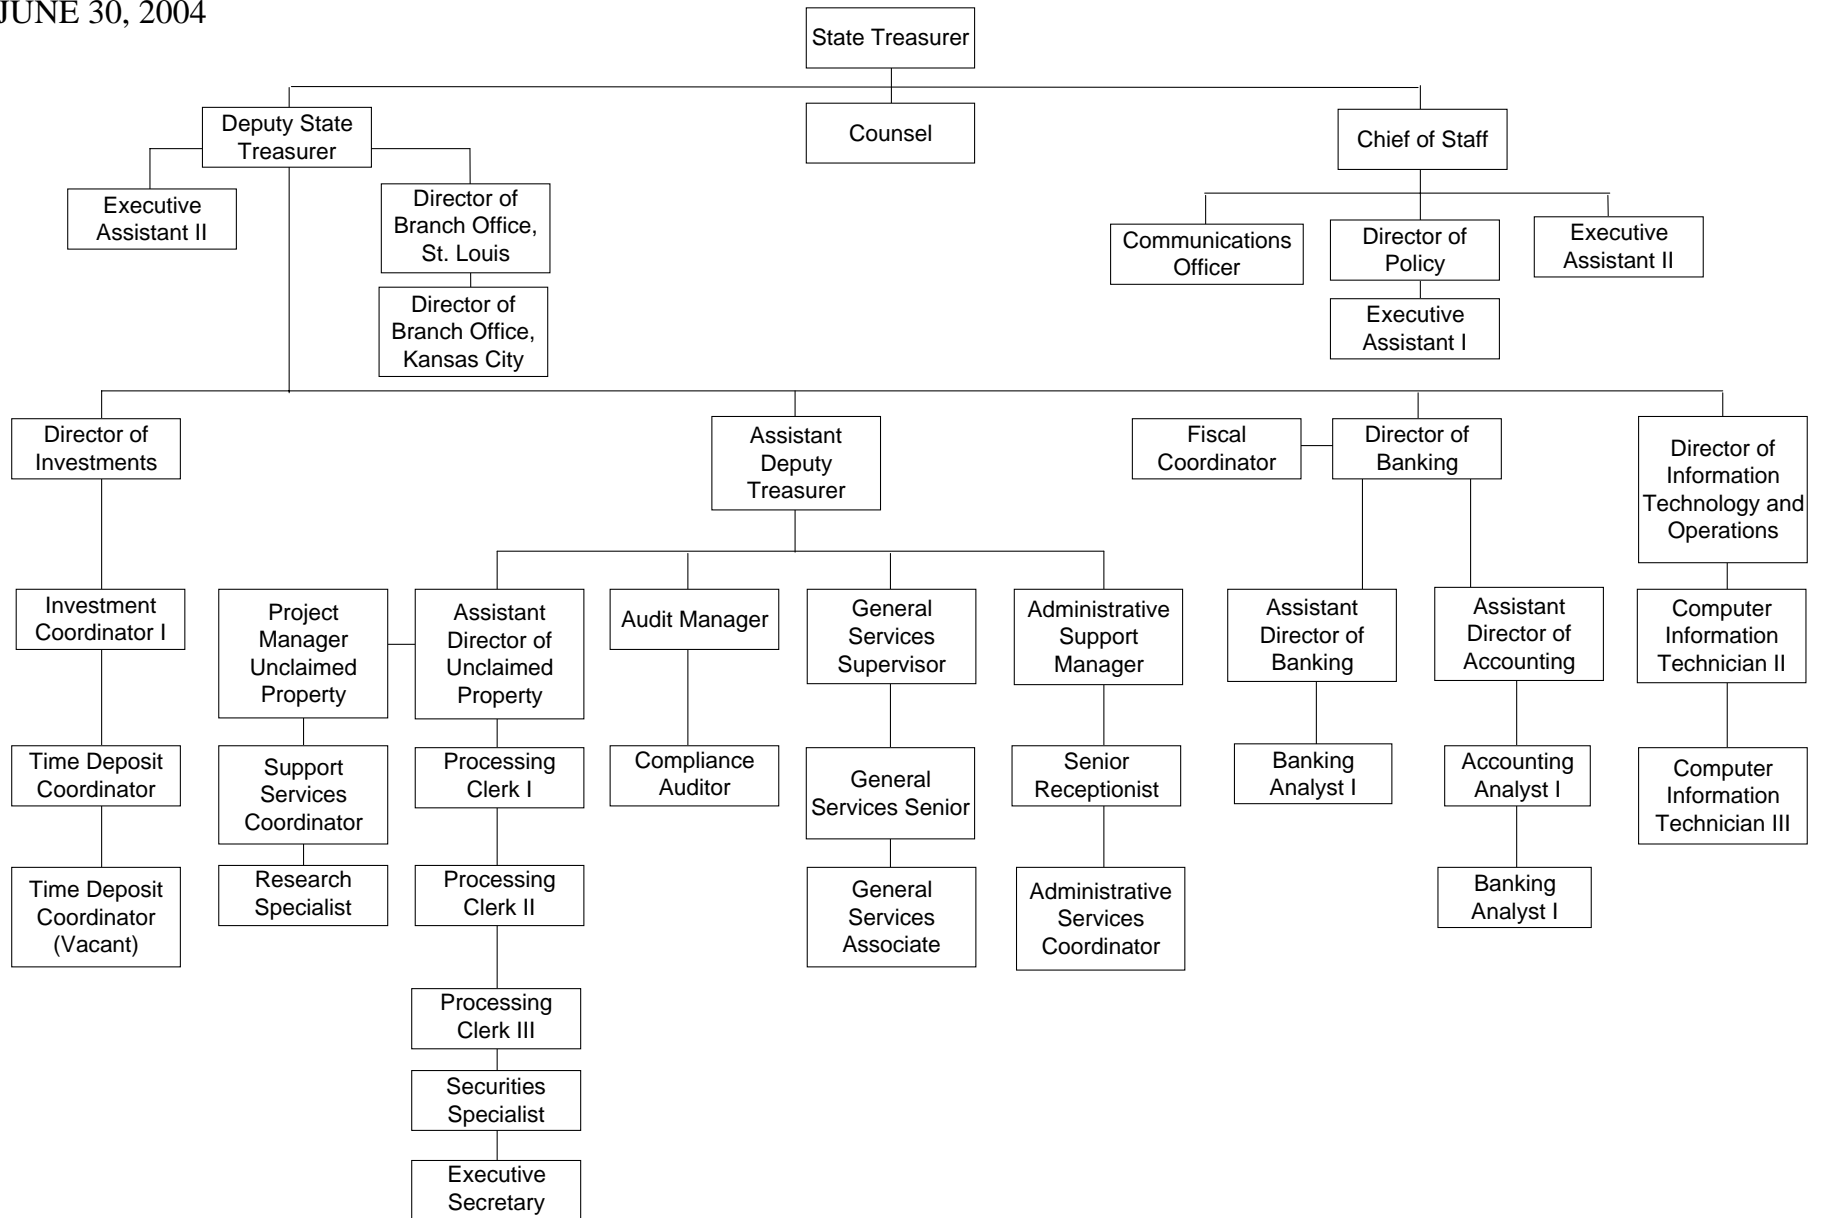 JUNE 30, 2004
State Treasurer
Deputy State
Treasurer
Counsel
Chief of Staff
Executive
Assistant II
Director of
Branch Office,
St. Louis
Director of
Branch Office,
Kansas City
Communications
Officer
Director of
Policy
Executive
Assistant II
Executive
Assistant I
Director of
Investments
Assistant
Deputy
Treasurer
Fiscal
Coordinator
Director of
Banking
Director of
Information
Technology and
Operations
Investment
Coordinator I
Project
Manager
Unclaimed
Property
Assistant
Director of
Unclaimed
Property
Audit Manager
General
Services
Supervisor
Administrative
Support
Manager
Assistant
Director of
Banking
Assistant
Director of
Accounting
Computer
Information
Technician II
Time Deposit
Coordinator
Support
Services
Coordinator
Processing
Clerk I
Compliance
Auditor
General
Services Senior
Senior
Receptionist
Banking
Analyst I
Accounting
Analyst I
Computer
Information
Technician III
Time Deposit
Coordinator
(Vacant)
Research
Specialist
Processing
Clerk II
General
Services
Associate
Administrative
Services
Coordinator
Banking
Analyst I
Processing
Clerk III
Securities
Specialist
Executive
Secretary